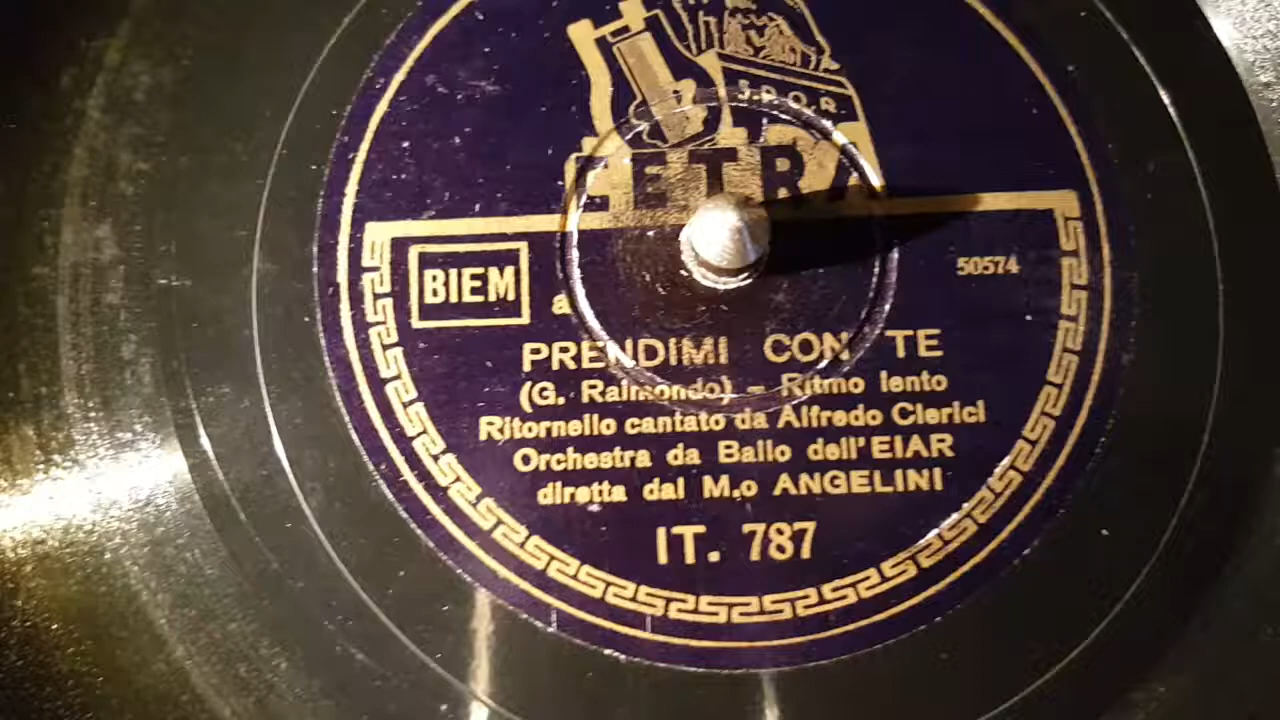 S.P.Q.R.
CETRA
BIEM
50574
a
PRENDIMI CON TE
(G. Raimondo) - Ritmo lento
Ritornello cantato da Alfredo Clerici
Orchestra da Ballo dell'EIAR
diretta dal M.o ANGELINI
IT. 787